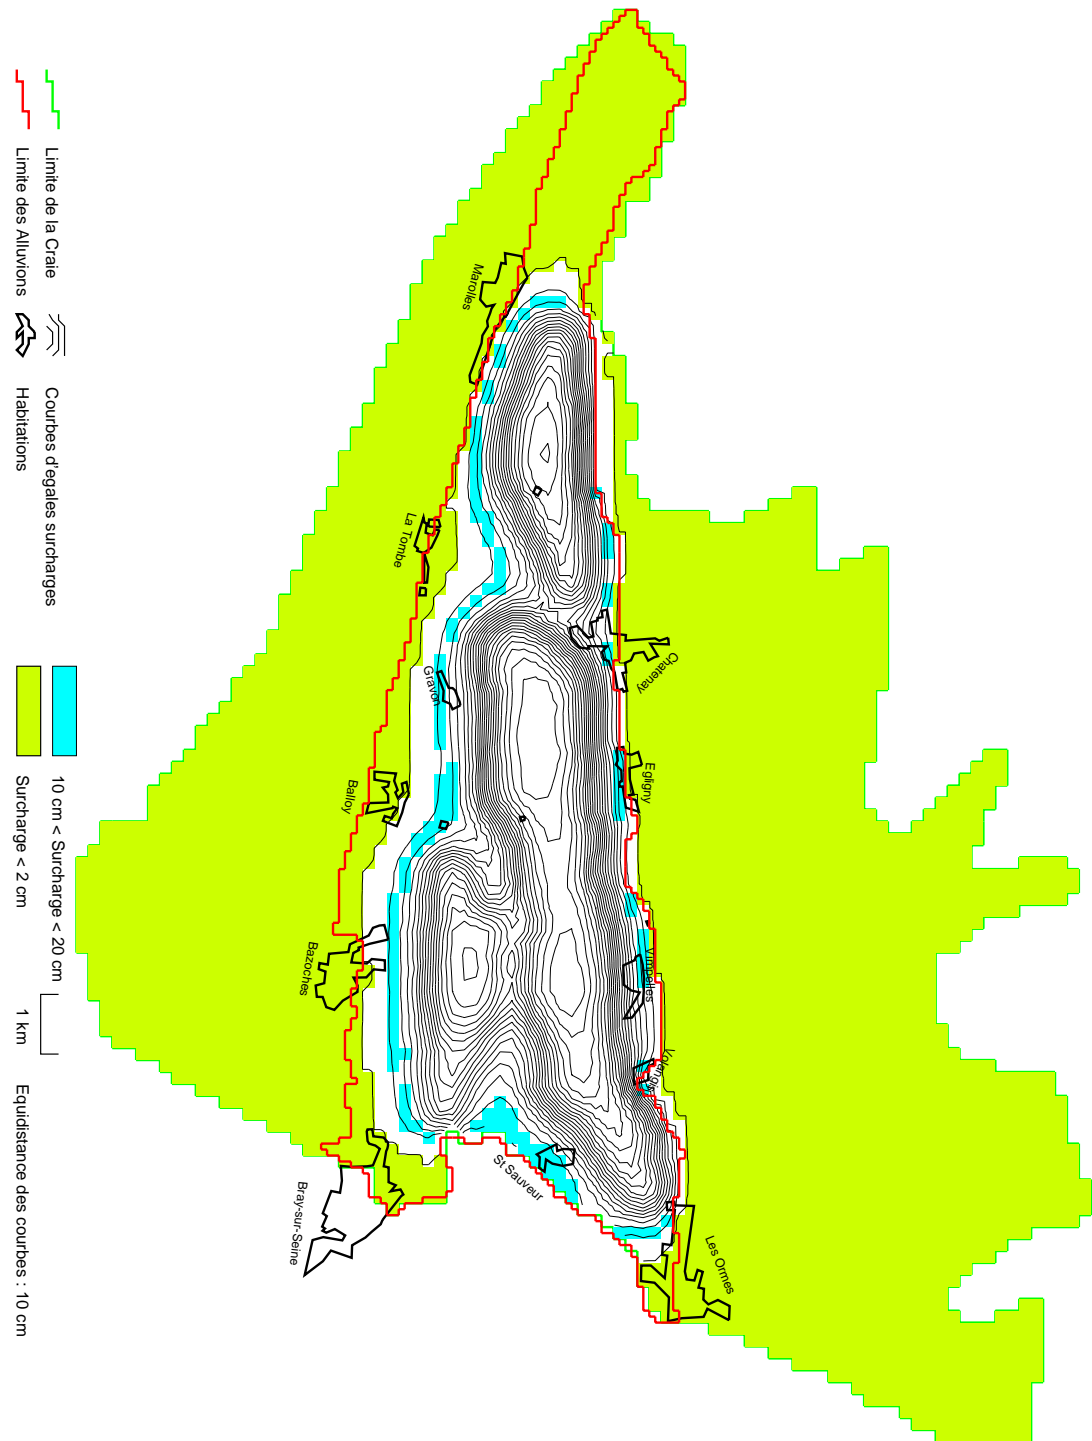 Marolles
La Tombe
Gravon
Balloy
Bazoches
Bray-sur-Seine
Chatenay
Egligny
Vimpelles
Volangis
St Sauveur
Les Ormes
Limite de la Craie
Limite des Alluvions
Courbes d'egales surcharges
Habitations
10 cm < Surcharge < 20 cm
Surcharge < 2 cm
1 km
Equidistance des courbes : 10 cm